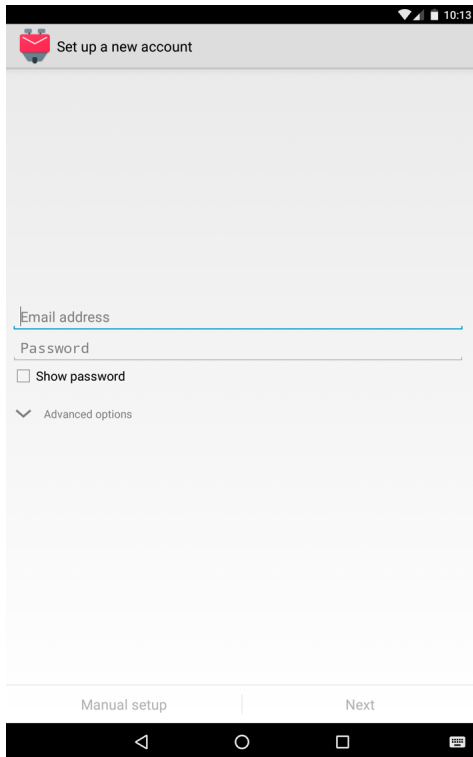 10:13
Set up a new account
Email address
Password
Show password
Advanced options
Manual setup
Next